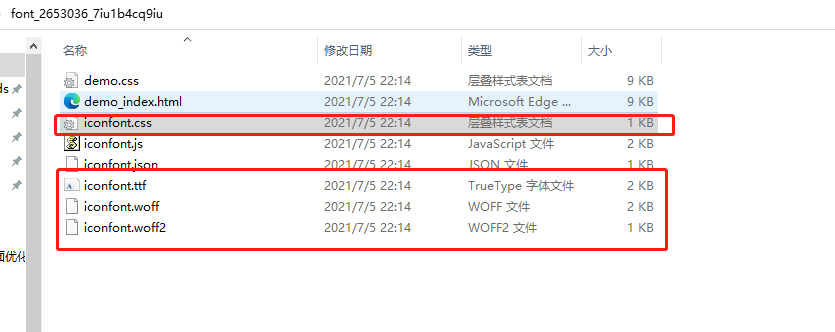 font_2653036_7iu1b4cq9iu
名称 修改日期 类型 大小
demo.css 2021/7/5 22:14 层叠样式表文档 9 KB
demo_index.html 2021/7/5 22:14 Microsoft Edge ... 9 KB
iconfont.css 2021/7/5 22:14 层叠样式表文档 1 KB
iconfont.js 2021/7/5 22:14 JavaScript 文件 2 KB
iconfont.json 2021/7/5 22:14 JSON 文件 1 KB
iconfont.ttf 2021/7/5 22:14 TrueType 字体文件 2 KB
iconfont.woff 2021/7/5 22:14 WOFF 文件 2 KB
iconfont.woff2 2021/7/5 22:14 WOFF2 文件 1 KB
ds
面优化